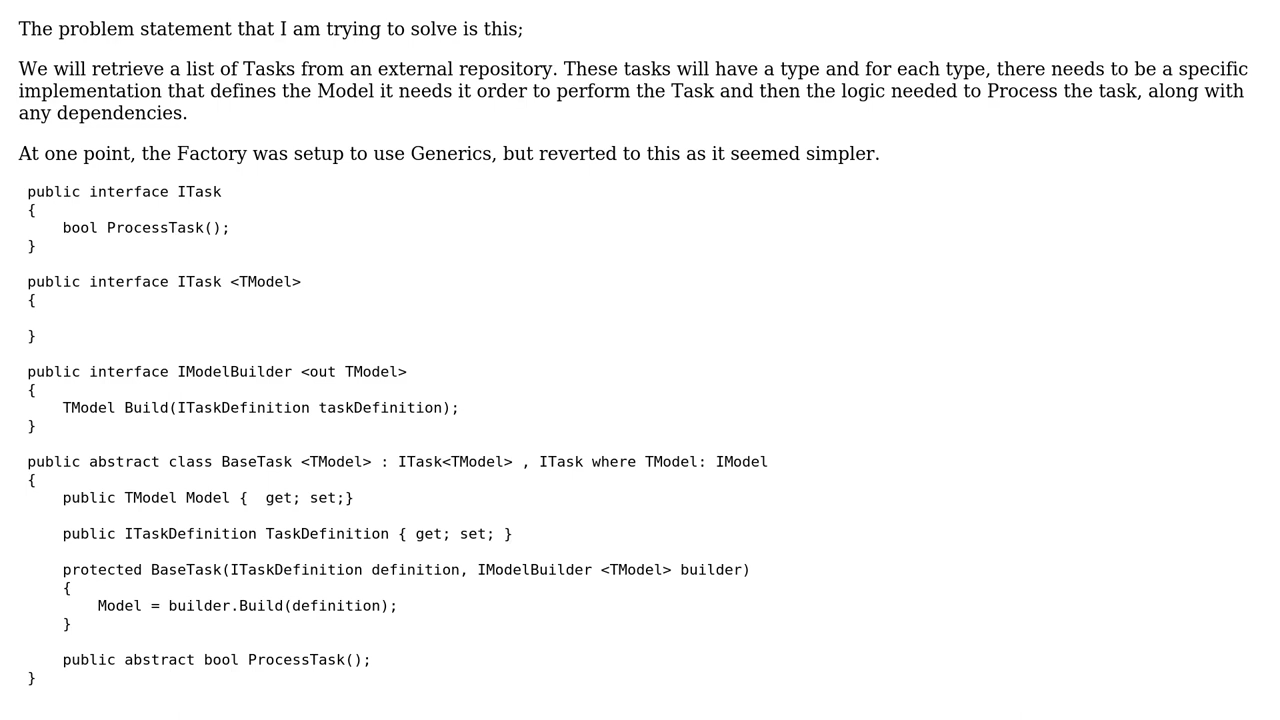 The problem statement that I am trying to solve is this;
We will retrieve a list of Tasks from an external repository. These tasks will have a type and for each type, there needs to be a specific
implementation that defines the Model it needs it order to perform the Task and then the logic needed to Process the task, along with
any dependencies.
At one point, the Factory was setup to use Generics, but reverted to this as it seemed simpler.
public interface ITask
{
    bool ProcessTask();
}
public interface ITask <TModel>
{
}
public interface IModelBuilder <out TModel>
{
    TModel Build(ITaskDefinition taskDefinition);
}
public abstract class BaseTask <TModel> : ITask<TModel> , ITask where TModel: IModel
{
    public TModel Model {  get; set;}
    public ITaskDefinition TaskDefinition { get; set; }
    protected BaseTask(ITaskDefinition definition, IModelBuilder <TModel> builder)
    {
        Model = builder.Build(definition);
    }
    public abstract bool ProcessTask();
}